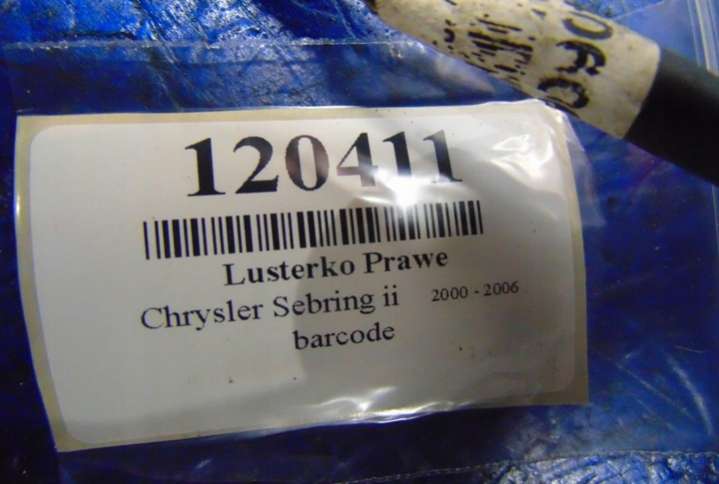 120411
Lusterko Prawe
Chrysler Sebring ii 2000 - 2006
barcode